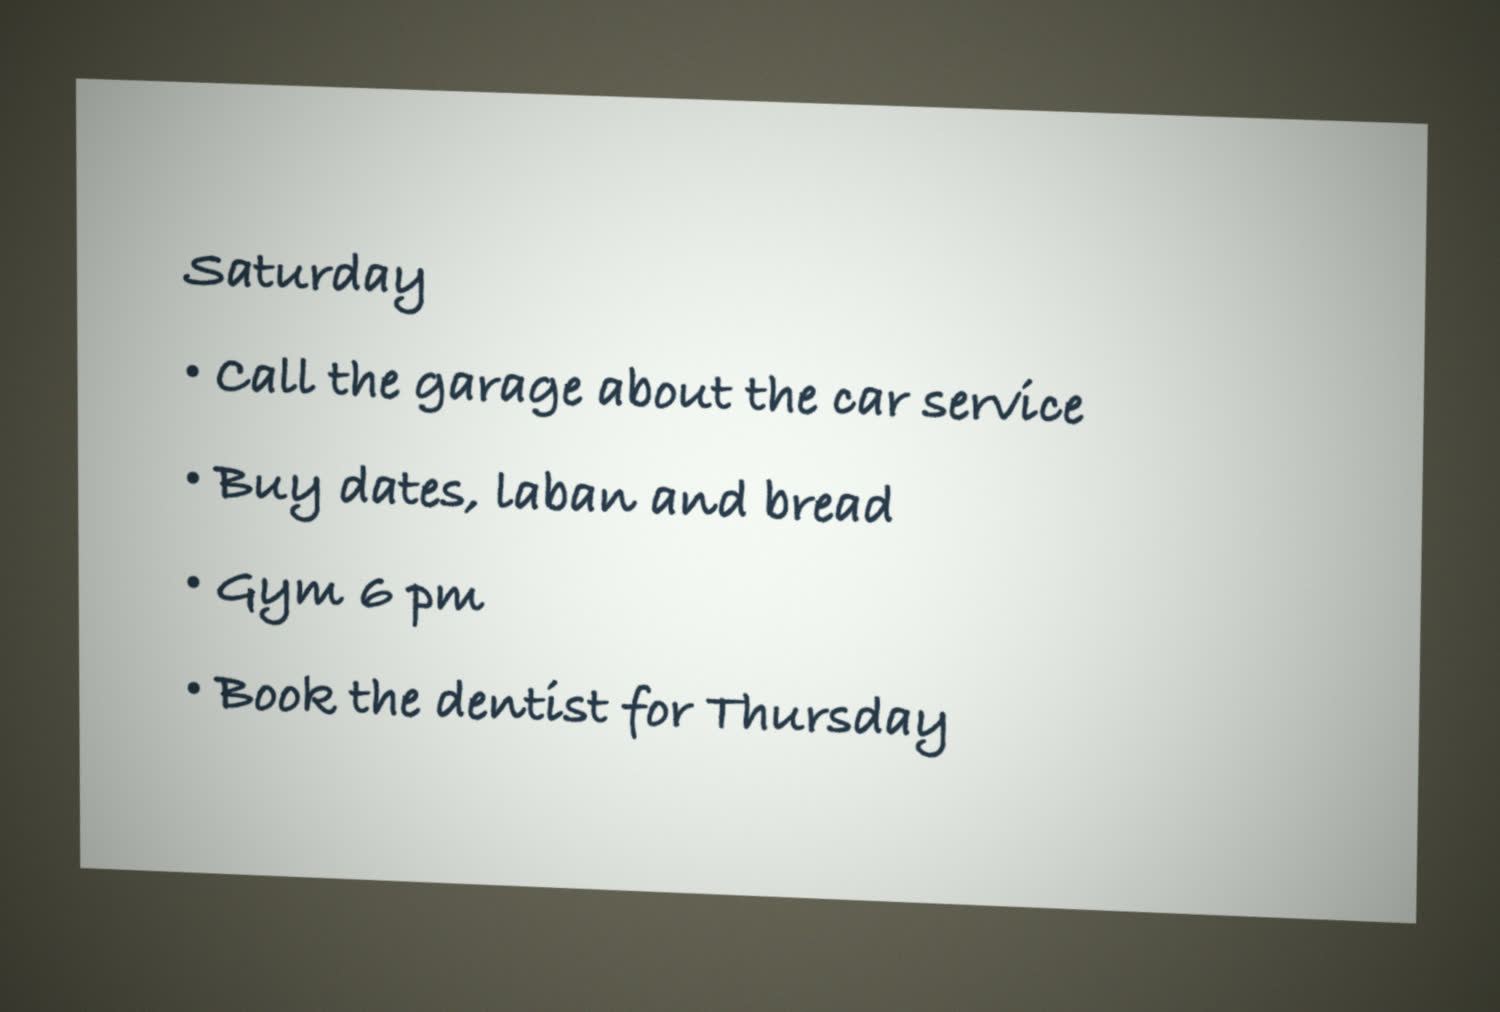 Saturday
• Call the garage about the car service
• Buy dates, laban and bread
• Gym 6 pm
• Book the dentist for Thursday